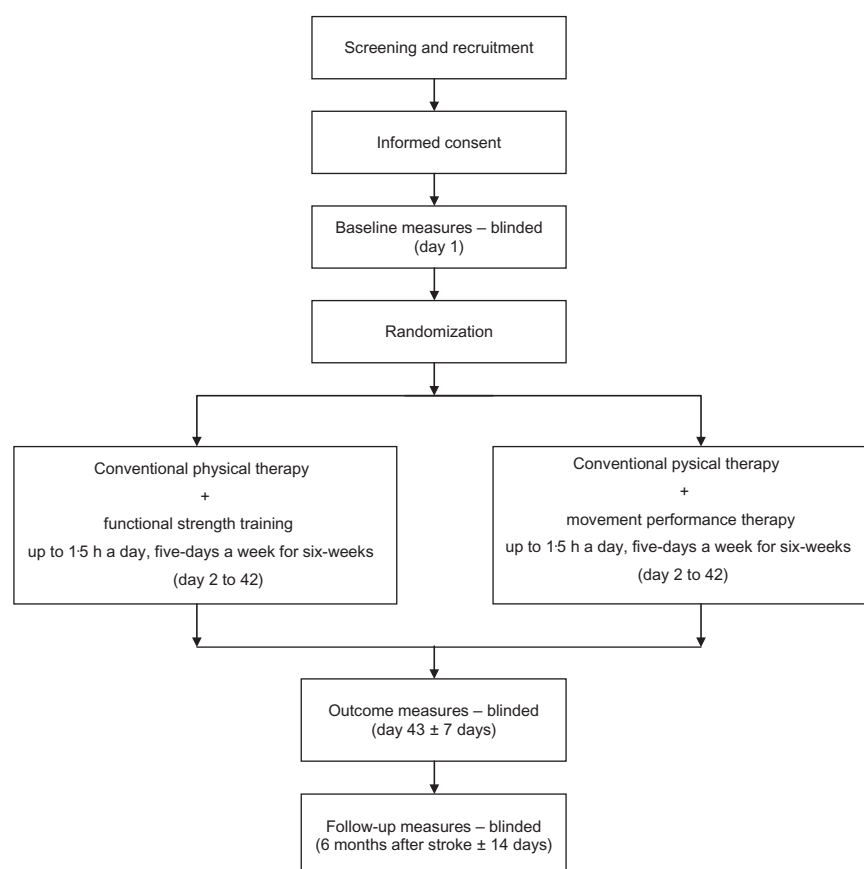 Screening and recruitment
Informed consent
Baseline measures – blinded
(day 1)
Randomization
Conventional physical therapy
+
functional strength training
up to 1·5 h a day, five-days a week for six-weeks
(day 2 to 42)
Conventional pysical therapy
+
movement performance therapy
up to 1·5 h a day, five-days a week for six-weeks
(day 2 to 42)
Outcome measures – blinded
(day 43 ± 7 days)
Follow-up measures – blinded
(6 months after stroke ± 14 days)